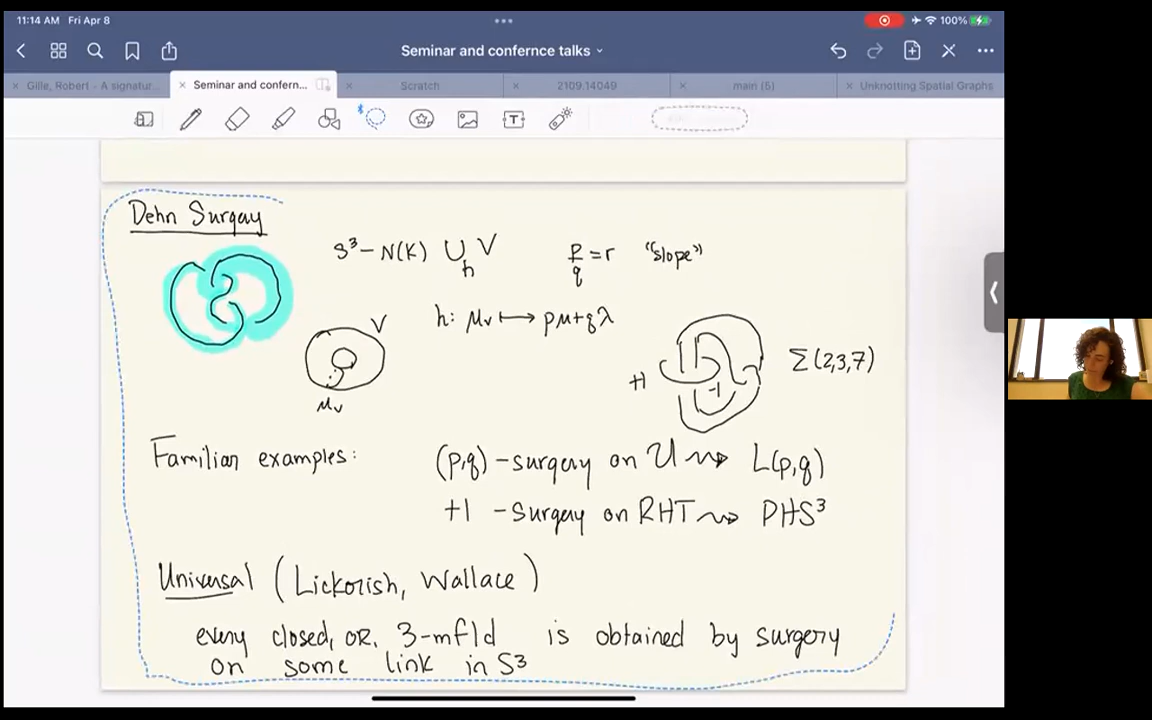 11:14 AM Fri Apr 8
100%
Seminar and confernce talks
Gille, Robert - A signatur...
Seminar and confern...
Scratch
2109.14049
main (5)
Unknotting Spatial Graphs
Dehn Surgery
S³ - N(K) ∪ₕ V
p/q = r "slope"
h: μᵥ ⟼ pμ+qλ
V
μᵥ
+1
-1
Σ(2,3,7)
Familiar examples:
(p,q) - surgery on U ⇝ L(p,q)
+1 - Surgery on RHT ⇝ PHS³
Universal (Lickorish, Wallace)
every closed, or. 3-mfld is obtained by surgery
on some link in S³